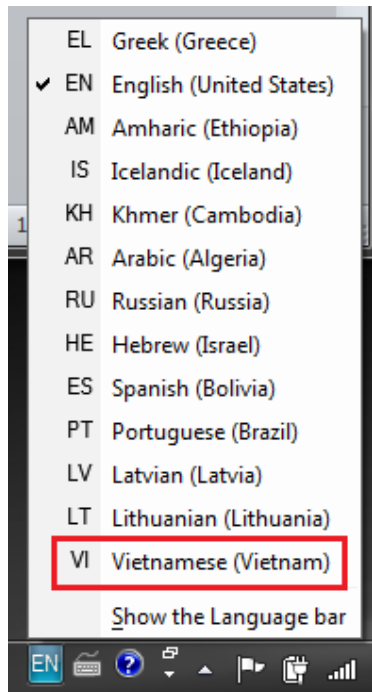 EL Greek (Greece)
✔ EN English (United States)
AM Amharic (Ethiopia)
IS Icelandic (Iceland)
KH Khmer (Cambodia)
1
AR Arabic (Algeria)
RU Russian (Russia)
HE Hebrew (Israel)
ES Spanish (Bolivia)
PT Portuguese (Brazil)
LV Latvian (Latvia)
LT Lithuanian (Lithuania)
VI Vietnamese (Vietnam)
Show the Language bar
EN ?